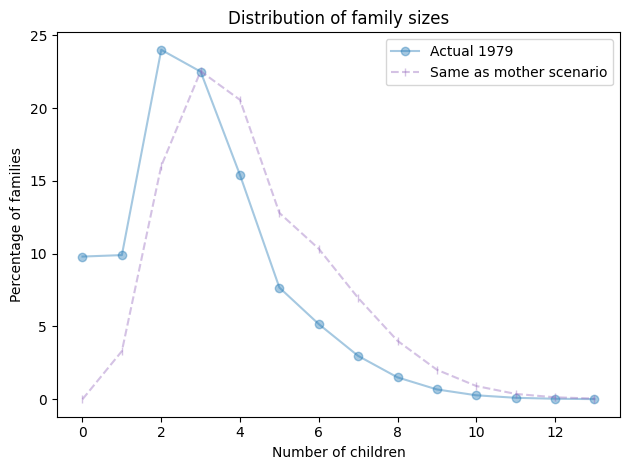 Distribution of family sizes
Actual 1979
Same as mother scenario
Percentage of families
25
20
15
10
5
0
0 2 4 6 8 10 12
Number of children